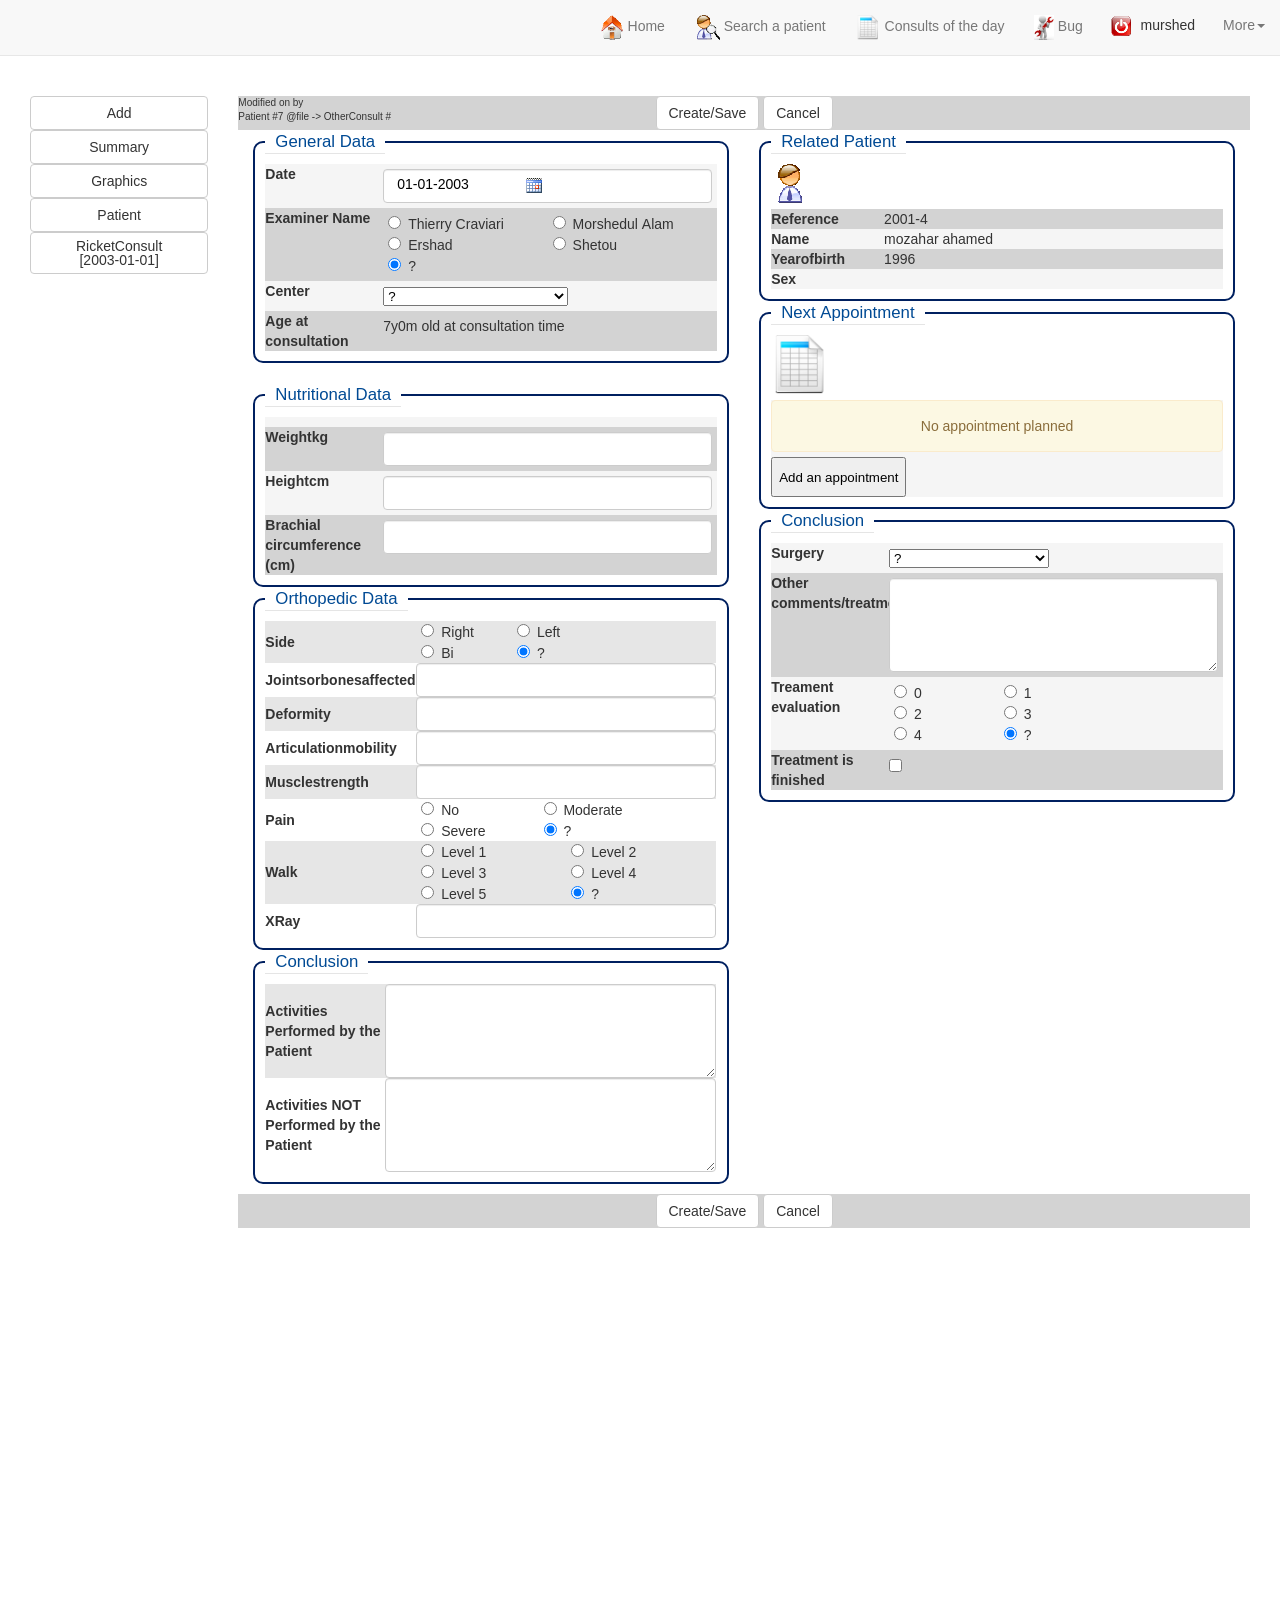 Home Search a patient Consults of the day Bug murshed More
Add
Summary
Graphics
Patient
RicketConsult
[2003-01-01]
Modified on by
Patient #7 @file -> OtherConsult #
Create/Save Cancel
General Data
Date 01-01-2003
Examiner Name Thierry Craviari Morshedul Alam
Ershad Shetou
?
Center ?
Age at
consultation
7y0m old at consultation time
Nutritional Data
Weightkg
Heightcm
Brachial
circumference
(cm)
Orthopedic Data
Side
Right Left
Bi ?
Jointsorbonesaffected
Deformity
Articulationmobility
Musclestrength
Pain
No Moderate
Severe ?
Walk
Level 1 Level 2
Level 3 Level 4
Level 5 ?
XRay
Conclusion
Activities
Performed by the
Patient
Activities NOT
Performed by the
Patient
Related Patient
Reference 2001-4
Name mozahar ahamed
Yearofbirth 1996
Sex
Next Appointment
No appointment planned
Add an appointment
Conclusion
Surgery ?
Other
comments/treatm
Treament
evaluation
0 1
2 3
4 ?
Treatment is
finished
Create/Save Cancel